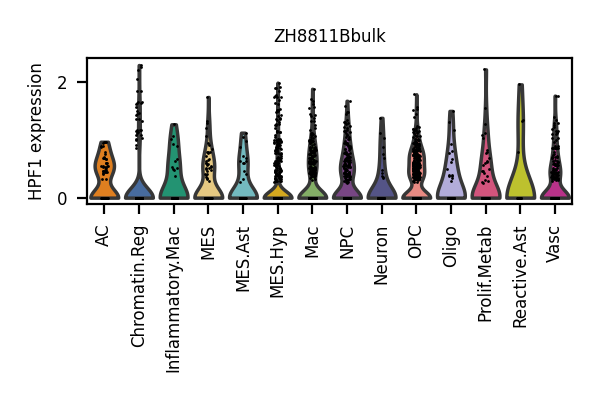 ZH8811Bbulk
HPF1 expression
2
0
AC
Chromatin.Reg
Inflammatory.Mac
MES
MES.Ast
MES.Hyp
Mac
NPC
Neuron
OPC
Oligo
Prolif.Metab
Reactive.Ast
Vasc